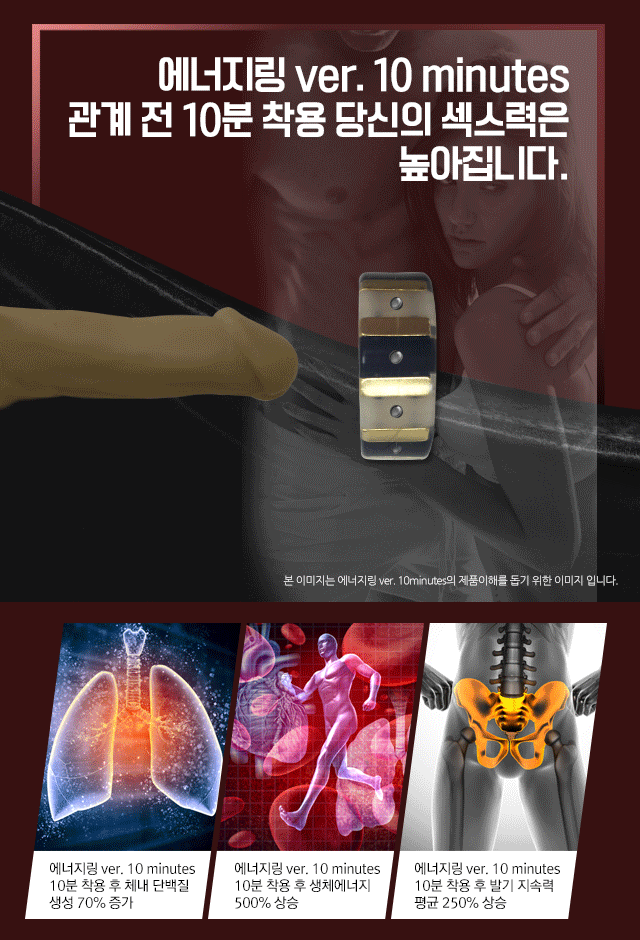 에너지링 ver. 10 minutes
관계 전 10분 착용 당신의 섹스력은
높아집니다.
본 이미지는 에너지링 ver. 10minutes의 제품이해를 돕기 위한 이미지 입니다.
에너지링 ver. 10 minutes
10분 착용 후 체내 단백질
생성 70% 증가
에너지링 ver. 10 minutes
10분 착용 후 생체에너지
500% 상승
에너지링 ver. 10 minutes
10분 착용 후 발기 지속력
평균 250% 상승